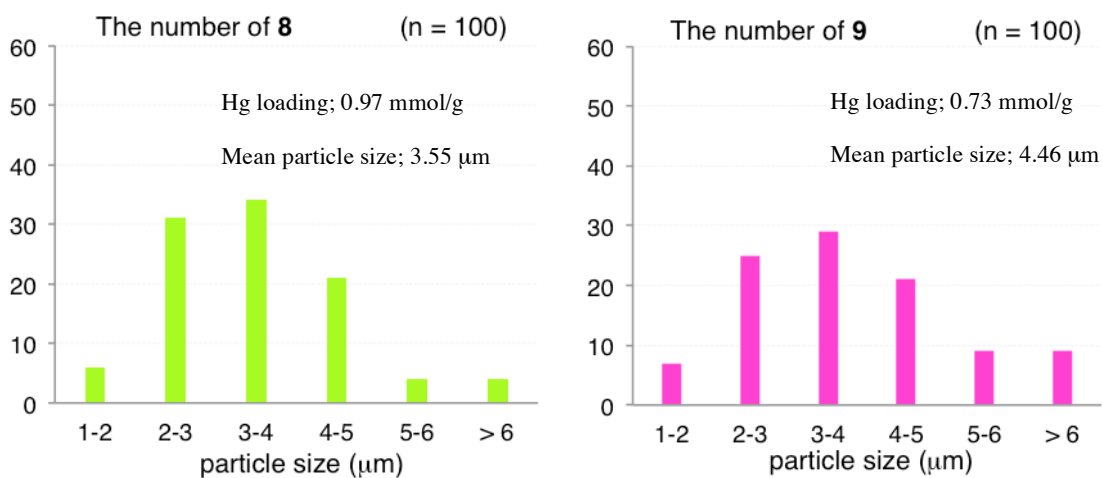 The number of 8 (n = 100)
60
50
40
30
20
10
0
Hg loading; 0.97 mmol/g
Mean particle size; 3.55 μm
1-2 2-3 3-4 4-5 5-6 > 6
particle size (μm)
The number of 9 (n = 100)
60
50
40
30
20
10
0
Hg loading; 0.73 mmol/g
Mean particle size; 4.46 μm
1-2 2-3 3-4 4-5 5-6 > 6
particle size (μm)